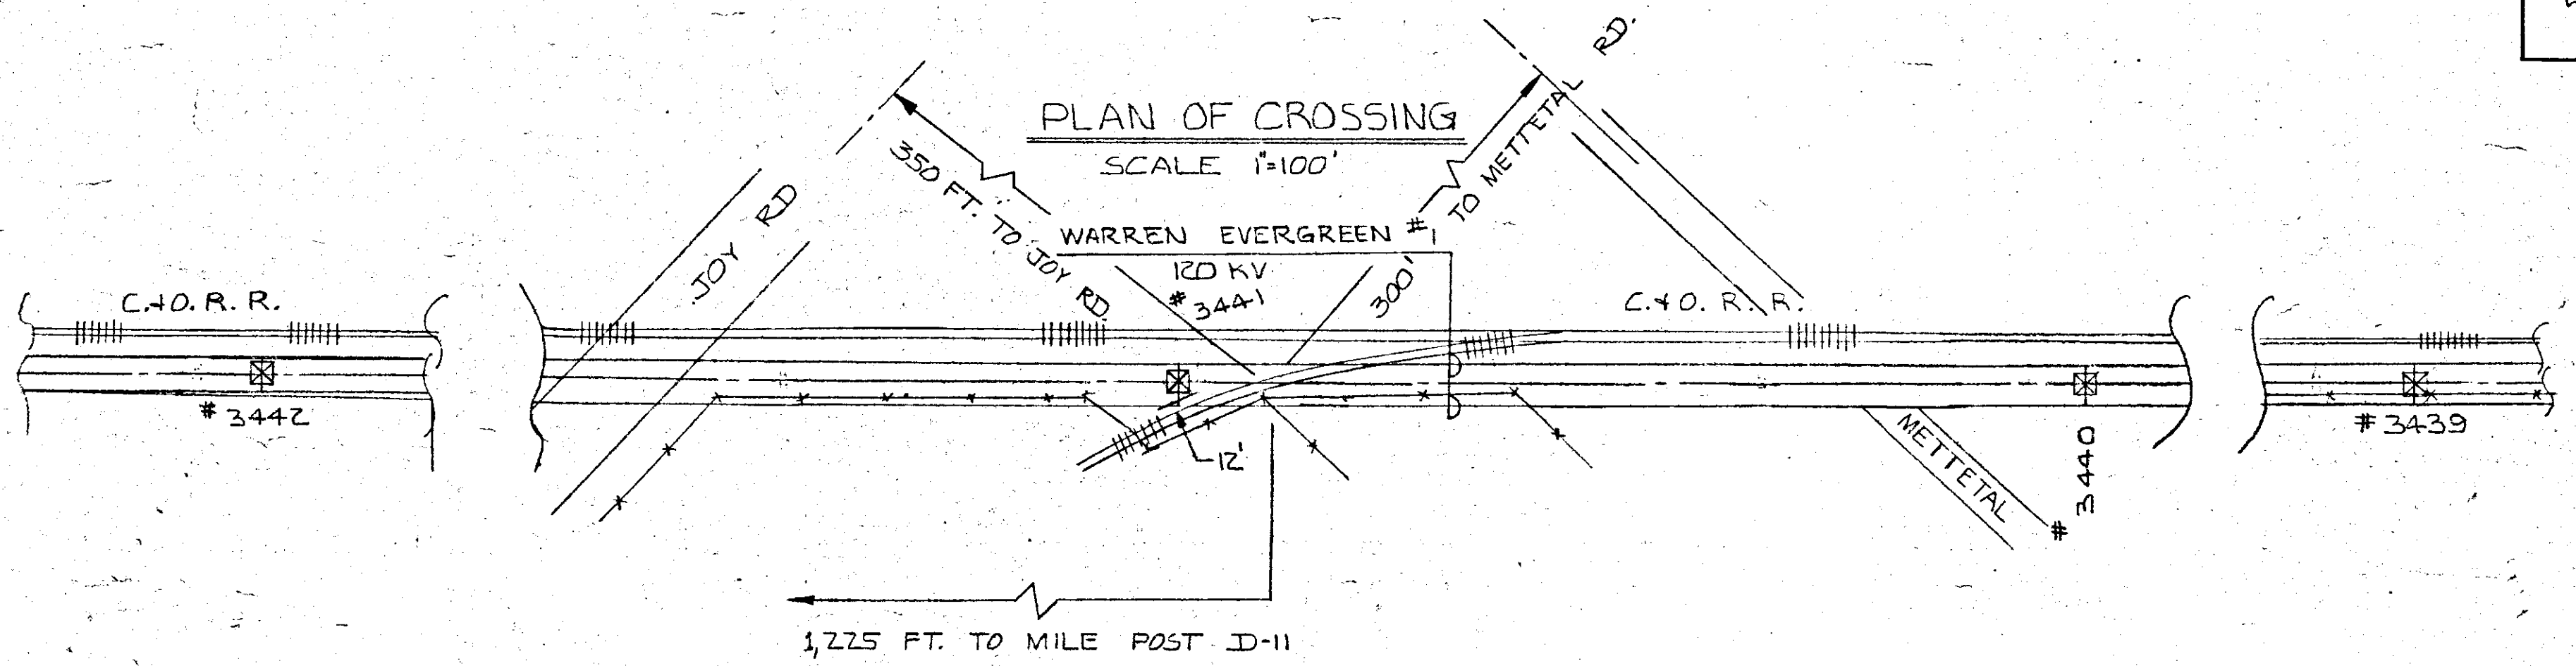 PLAN OF CROSSING
SCALE 1"=100'
350 FT. TO JOY RD.
300' TO METTETAL RD.
JOY RD
WARREN EVERGREEN #1
120 KV
#3441
C.&O. R. R.
C.&O. R. R.
#3442
12'
METTETAL
#3440
#3439
1,225 FT. TO MILE POST D-11